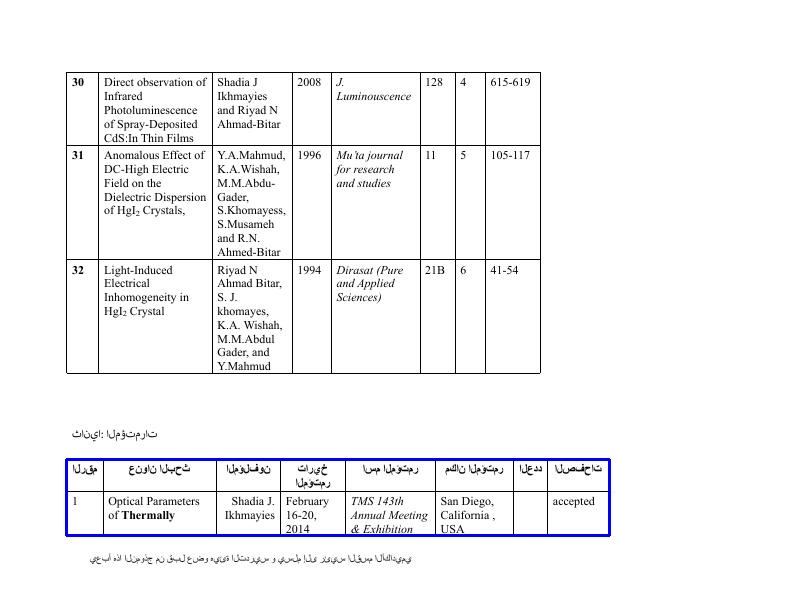 30 Direct observation of Shadia J 2008 J. 128 4 615-619
Infrared Ikhmayies Luminouscence
Photoluminescence and Riyad N
of Spray-Deposited Ahmad-Bitar
CdS:In Thin Films
31 Anomalous Effect of Y.A.Mahmud, 1996 Mu'ta journal 11 5 105-117
DC-High Electric K.A.Wishah, for research
Field on the M.M.Abdu- and studies
Dielectric Dispersion Gader,
of HgI₂ Crystals, S.Khomayess,
S.Musameh
and R.N.
Ahmed-Bitar
32 Light-Induced Riyad N 1994 Dirasat (Pure 21B 6 41-54
Electrical Ahmad Bitar, and Applied
Inhomogeneity in S. J. Sciences)
HgI₂ Crystal khomayes,
K.A. Wishah,
M.M.Abdul
Gader, and
Y.Mahmud
ثانيا: المؤتمرات
الرقم عنوان البحث المؤلفون تاريخ اسم المؤتمر مكان المؤتمر العدد الصفحات
المؤتمر
1 Optical Parameters Shadia J. February TMS 143th San Diego, accepted
of Thermally Ikhmayies 16-20, Annual Meeting California ,
2014 & Exhibition USA
يعبأ هذا النموذج من قبل عضو هيئة التدريس و يسلم إلى رئيس القسم الأكاديمي